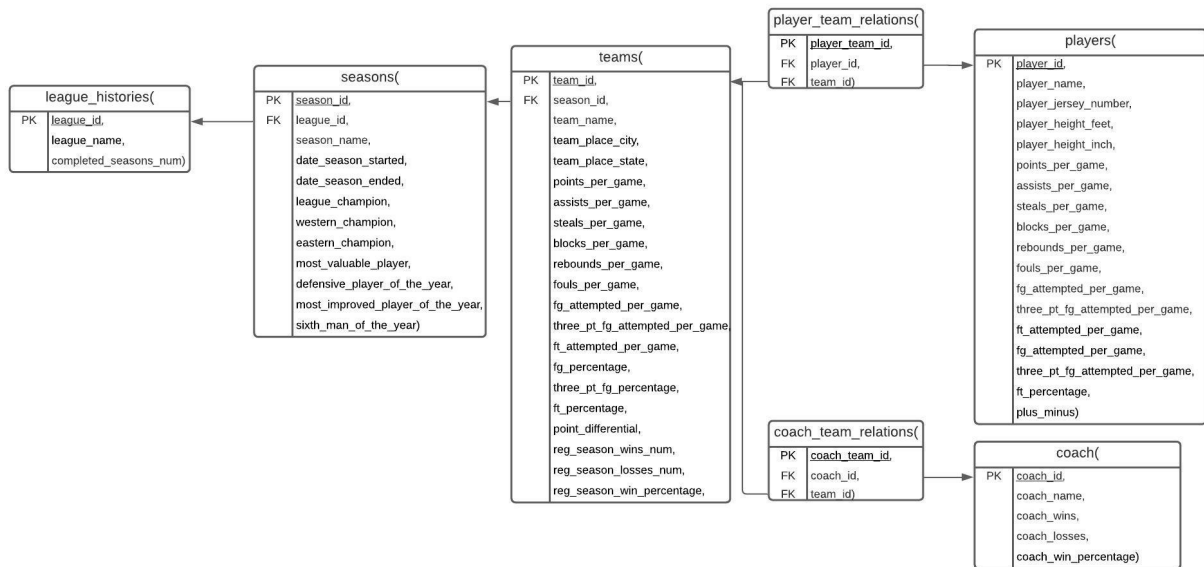 league_histories(
PK league_id,
league_name,
completed_seasons_num)
seasons(
PK season_id,
FK league_id,
season_name,
date_season_started,
date_season_ended,
league_champion,
western_champion,
eastern_champion,
most_valuable_player,
defensive_player_of_the_year,
most_improved_player_of_the_year,
sixth_man_of_the_year)
teams(
PK team_id,
FK season_id,
team_name,
team_place_city,
team_place_state,
points_per_game,
assists_per_game,
steals_per_game,
blocks_per_game,
rebounds_per_game,
fouls_per_game,
fg_attempted_per_game,
three_pt_fg_attempted_per_game,
ft_attempted_per_game,
fg_percentage,
three_pt_fg_percentage,
ft_percentage,
point_differential,
reg_season_wins_num,
reg_season_losses_num,
reg_season_win_percentage,
player_team_relations(
PK player_team_id,
FK player_id,
FK team_id)
players(
PK player_id,
player_name,
player_jersey_number,
player_height_feet,
player_height_inch,
points_per_game,
assists_per_game,
steals_per_game,
blocks_per_game,
rebounds_per_game,
fouls_per_game,
fg_attempted_per_game,
three_pt_fg_attempted_per_game,
ft_attempted_per_game,
fg_attempted_per_game,
three_pt_fg_attempted_per_game,
ft_percentage,
plus_minus)
coach_team_relations(
PK coach_team_id,
FK coach_id,
FK team_id)
coach(
PK coach_id,
coach_name,
coach_wins,
coach_losses,
coach_win_percentage)